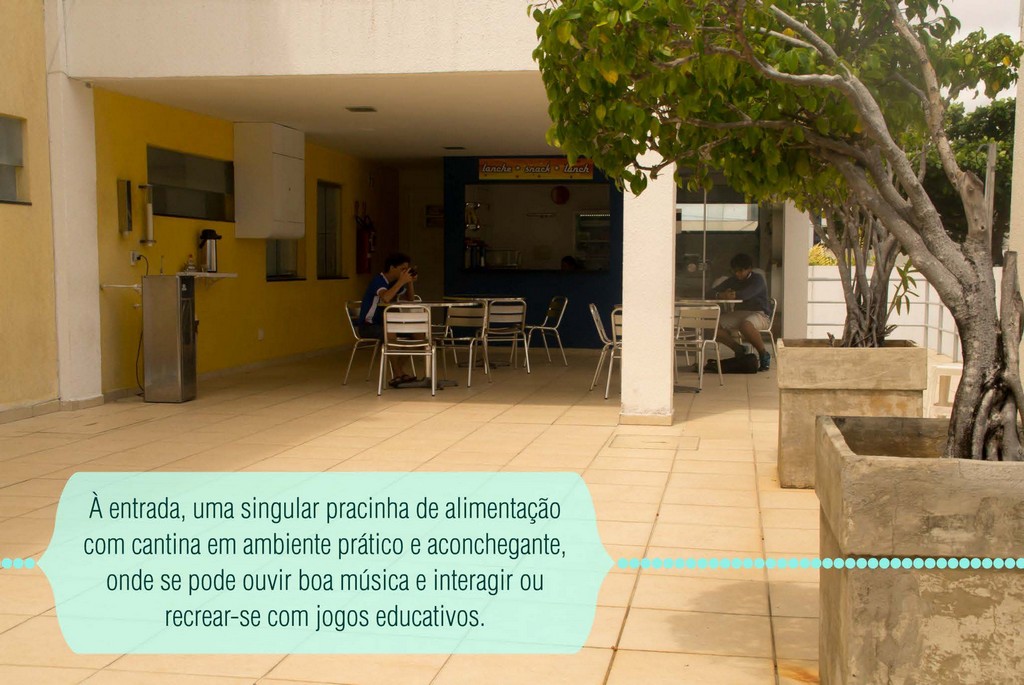 lanche * snack * lanch
À entrada, uma singular pracinha de alimentação
com cantina em ambiente prático e aconchegante,
onde se pode ouvir boa música e interagir ou
recrear-se com jogos educativos.